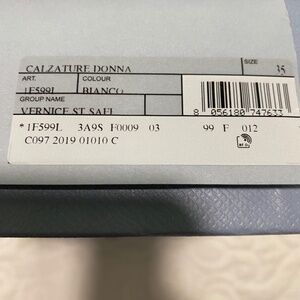 CALZATURE DONNA
SIZE 35
ART. COLOUR
1F599L BIANCO
GROUP NAME
VERNICE ST.SAFI
8 056180 747633
*1F599L 3A9S F0009 03 99 F 012
C097 2019 01010 C